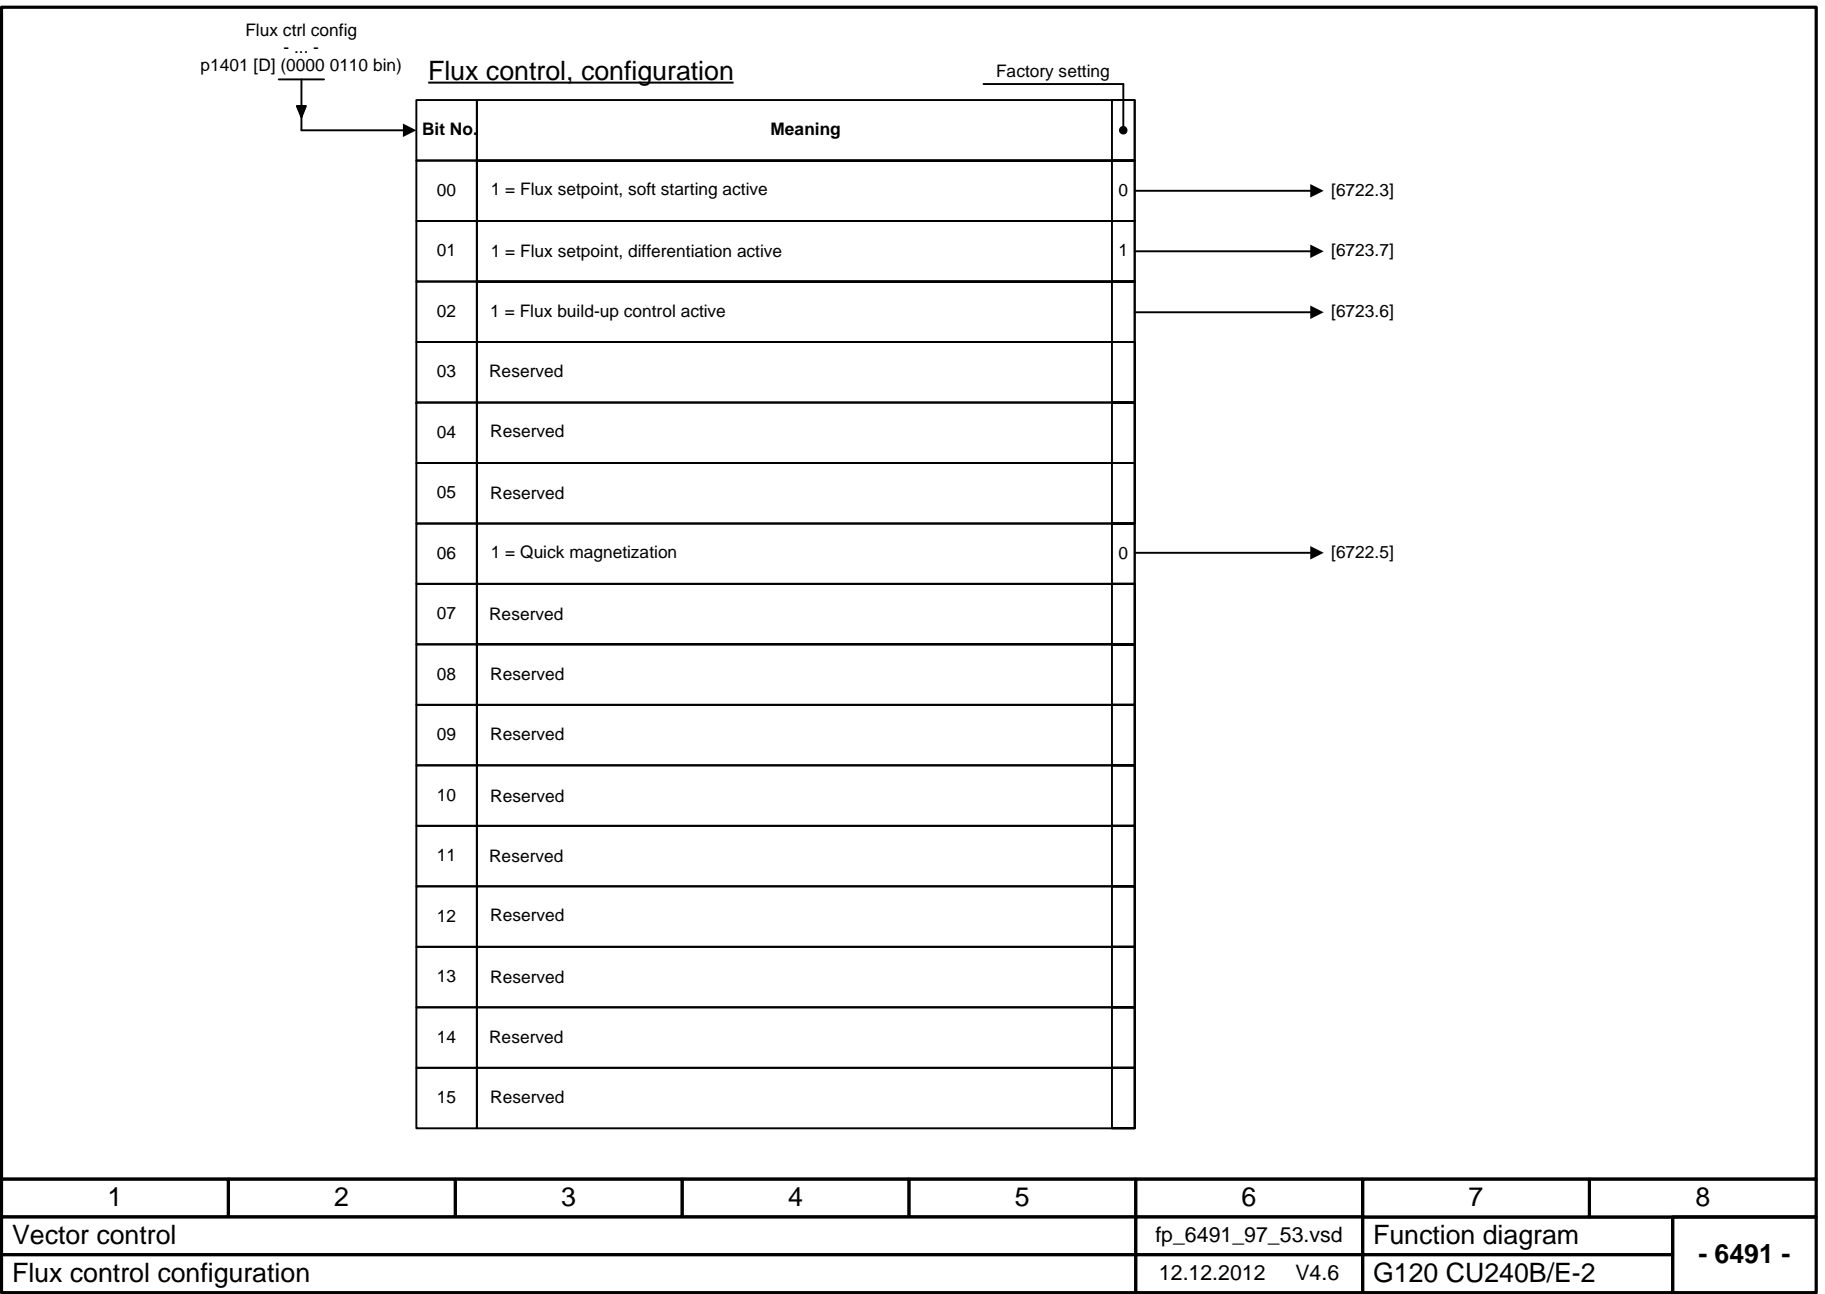 Flux ctrl config
- ... -
p1401 [D] (0000 0110 bin)
Flux control, configuration
Factory setting
Bit No. Meaning
00 1 = Flux setpoint, soft starting active 0 [6722.3]
01 1 = Flux setpoint, differentiation active 1 [6723.7]
02 1 = Flux build-up control active [6723.6]
03 Reserved
04 Reserved
05 Reserved
06 1 = Quick magnetization 0 [6722.5]
07 Reserved
08 Reserved
09 Reserved
10 Reserved
11 Reserved
12 Reserved
13 Reserved
14 Reserved
15 Reserved
1 2 3 4 5 6 7 8
Vector control fp_6491_97_53.vsd Function diagram
- 6491 -
Flux control configuration 12.12.2012 V4.6 G120 CU240B/E-2